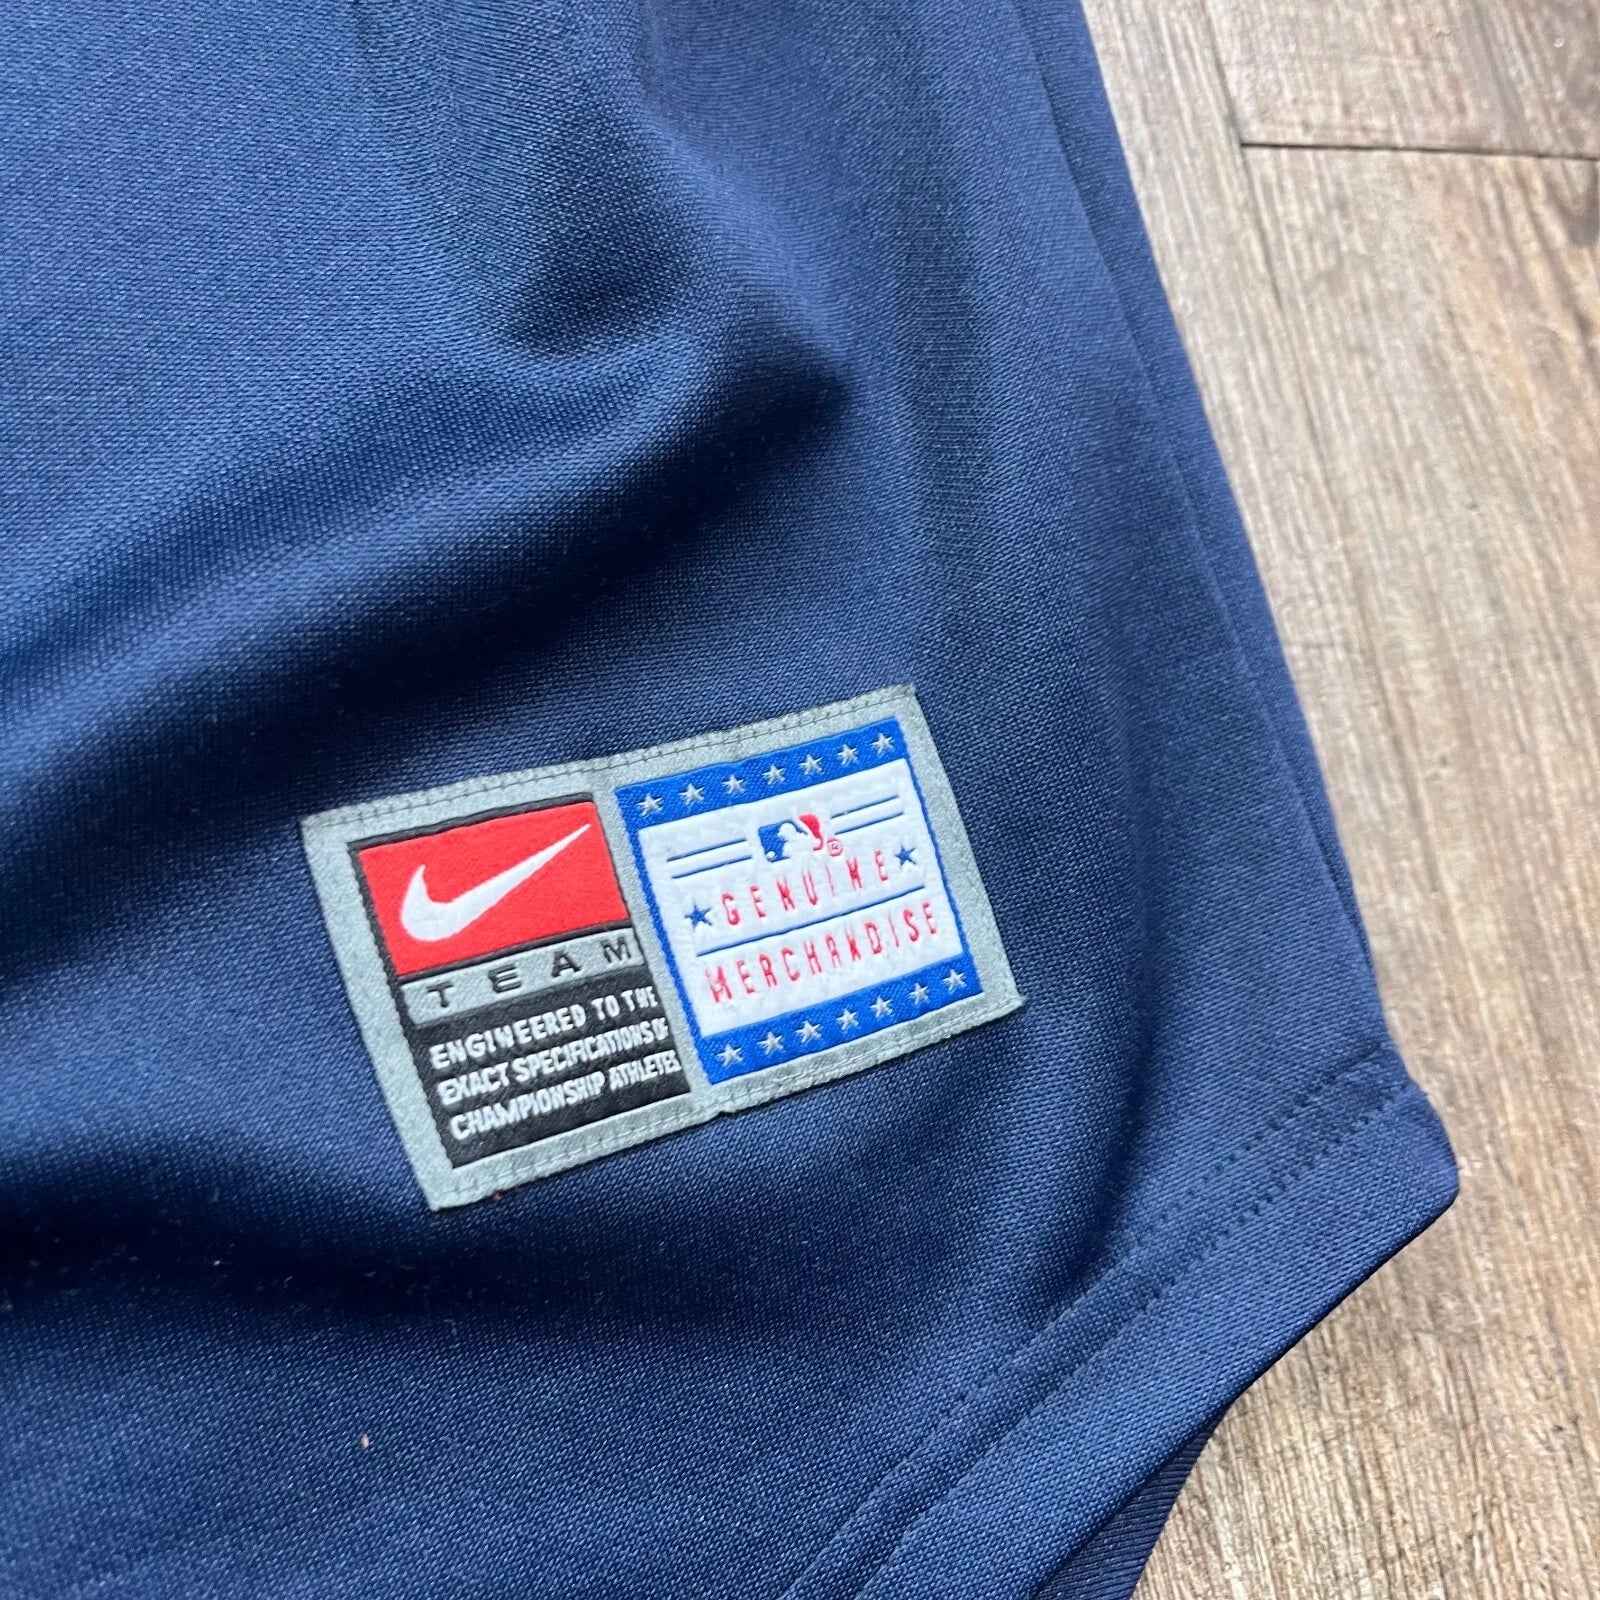 TEAM
ENGINEERED TO THE
EXACT SPECIFICATIONS OF
CHAMPIONSHIP ATHLETES
GENUINE
MERCHANDISE